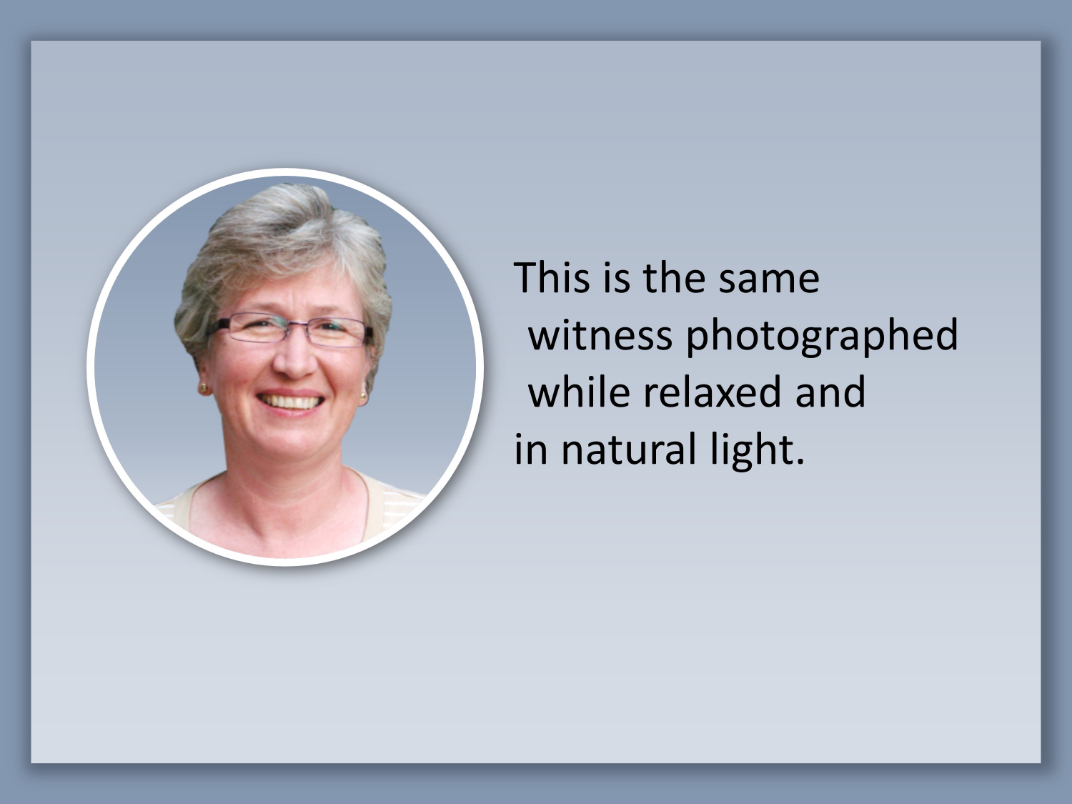 This is the same
witness photographed
while relaxed and
in natural light.